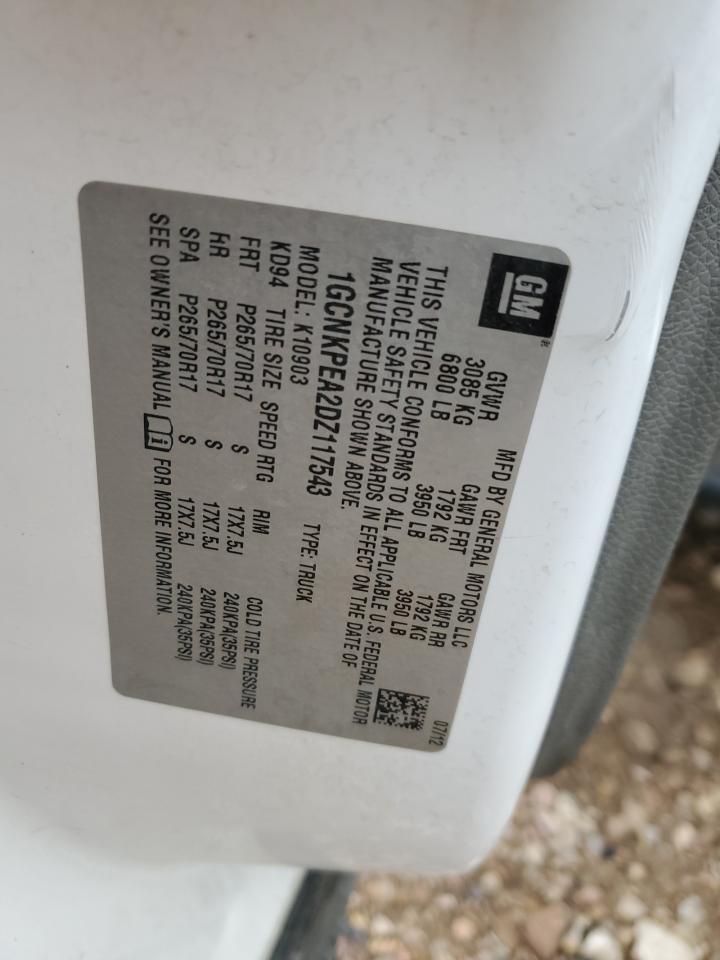 GM
®
MFD BY GENERAL MOTORS LLC 07/12
GVWR GAWR FRT GAWR RR
3085 KG 1792 KG 1792 KG
6800 LB 3950 LB 3950 LB
THIS VEHICLE CONFORMS TO ALL APPLICABLE U.S. FEDERAL MOTOR
VEHICLE SAFETY STANDARDS IN EFFECT ON THE DATE OF
MANUFACTURE SHOWN ABOVE.
1GCNKPEA2DZ117543 TYPE: TRUCK
MODEL: K10903
KD94 TIRE SIZE SPEED RTG RIM COLD TIRE PRESSURE
FRT P265/70R17 S 17X7.5J 240KPA(35PSI)
RR P265/70R17 S 17X7.5J 240KPA(35PSI)
SPA P265/70R17 S 17X7.5J 240KPA(35PSI)
SEE OWNER'S MANUAL i FOR MORE INFORMATION.